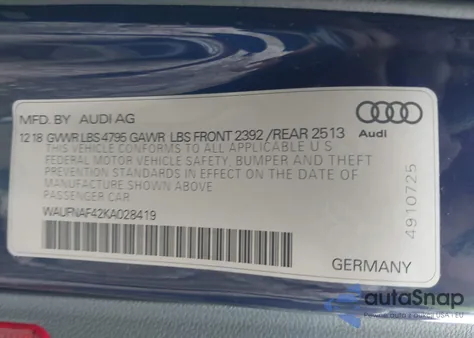 MFD. BY AUDI AG
12 18 GVWR LBS 4795 GAWR LBS FRONT 2392 / REAR 2513
THIS VEHICLE CONFORMS TO ALL APPLICABLE U S
FEDERAL MOTOR VEHICLE SAFETY, BUMPER AND THEFT
PREVENTION STANDARDS IN EFFECT ON THE DATE
OF MANUFACTURE SHOWN ABOVE
PASSENGER CAR
WAUFNAF42KA028419
Audi
4910725
GERMANY
autoSnap